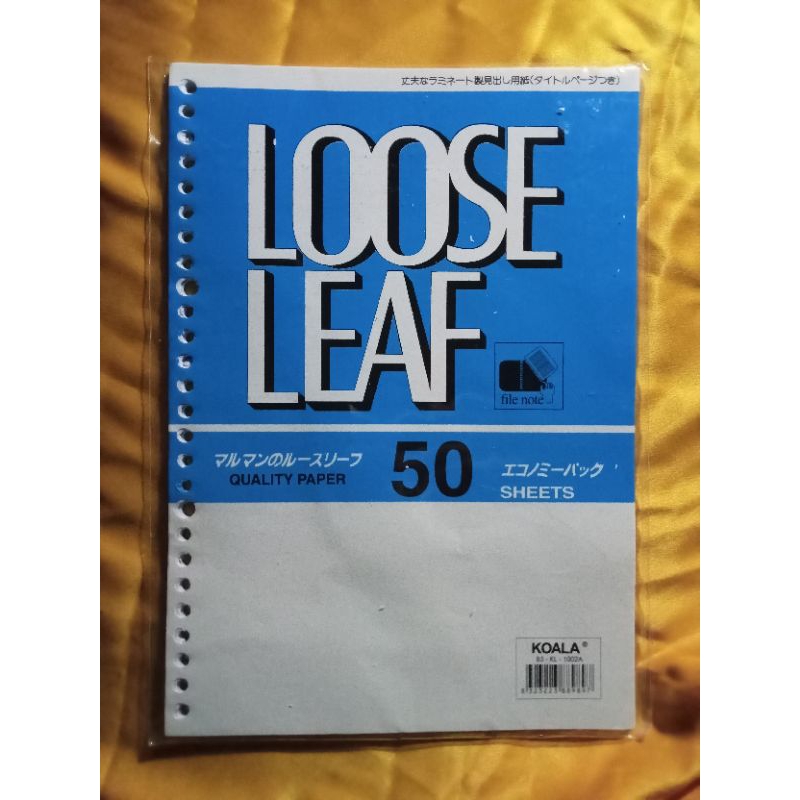 丈夫なラミネート製見出し用紙(タイトルページつき)
LOOSE
LEAF
file note
マルマンのルースリーフ
QUALITY PAPER
50
エコノミーパック
SHEETS
KOALA®